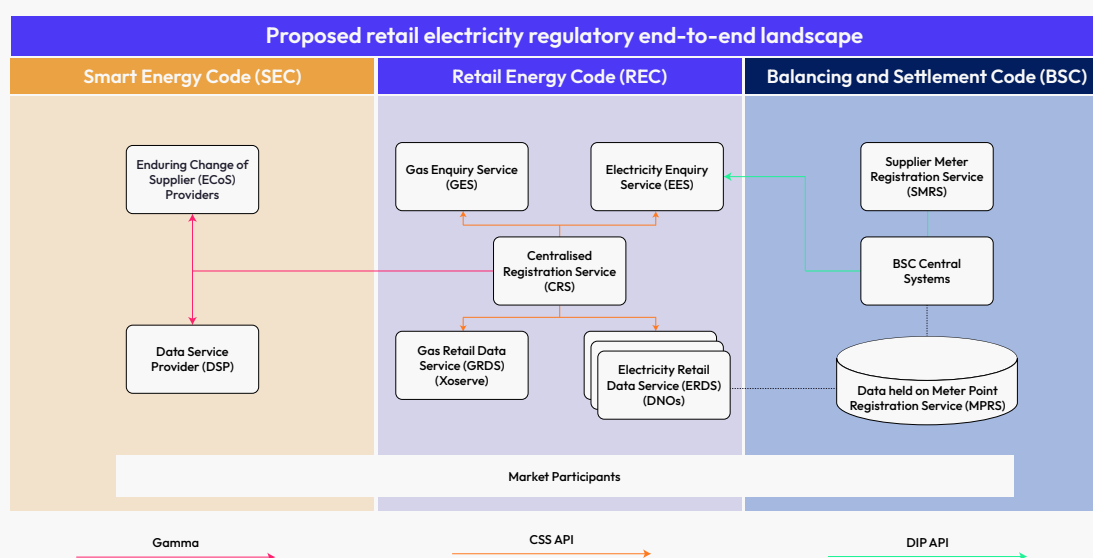 Proposed retail electricity regulatory end-to-end landscape
Smart Energy Code (SEC)
Retail Energy Code (REC)
Balancing and Settlement Code (BSC)
Enduring Change of
Supplier (ECoS)
Providers
Gas Enquiry Service
(GES)
Electricity Enquiry
Service (EES)
Supplier Meter
Registration Service
(SMRS)
Centralised
Registration Service
(CRS)
BSC Central
Systems
Data Service
Provider (DSP)
Gas Retail Data
Service (GRDS)
(Xoserve)
Electricity Retail
Data Service (ERDS)
(DNOs)
Data held on Meter Point
Registration Service (MPRS)
Market Participants
Gamma
CSS API
DIP API